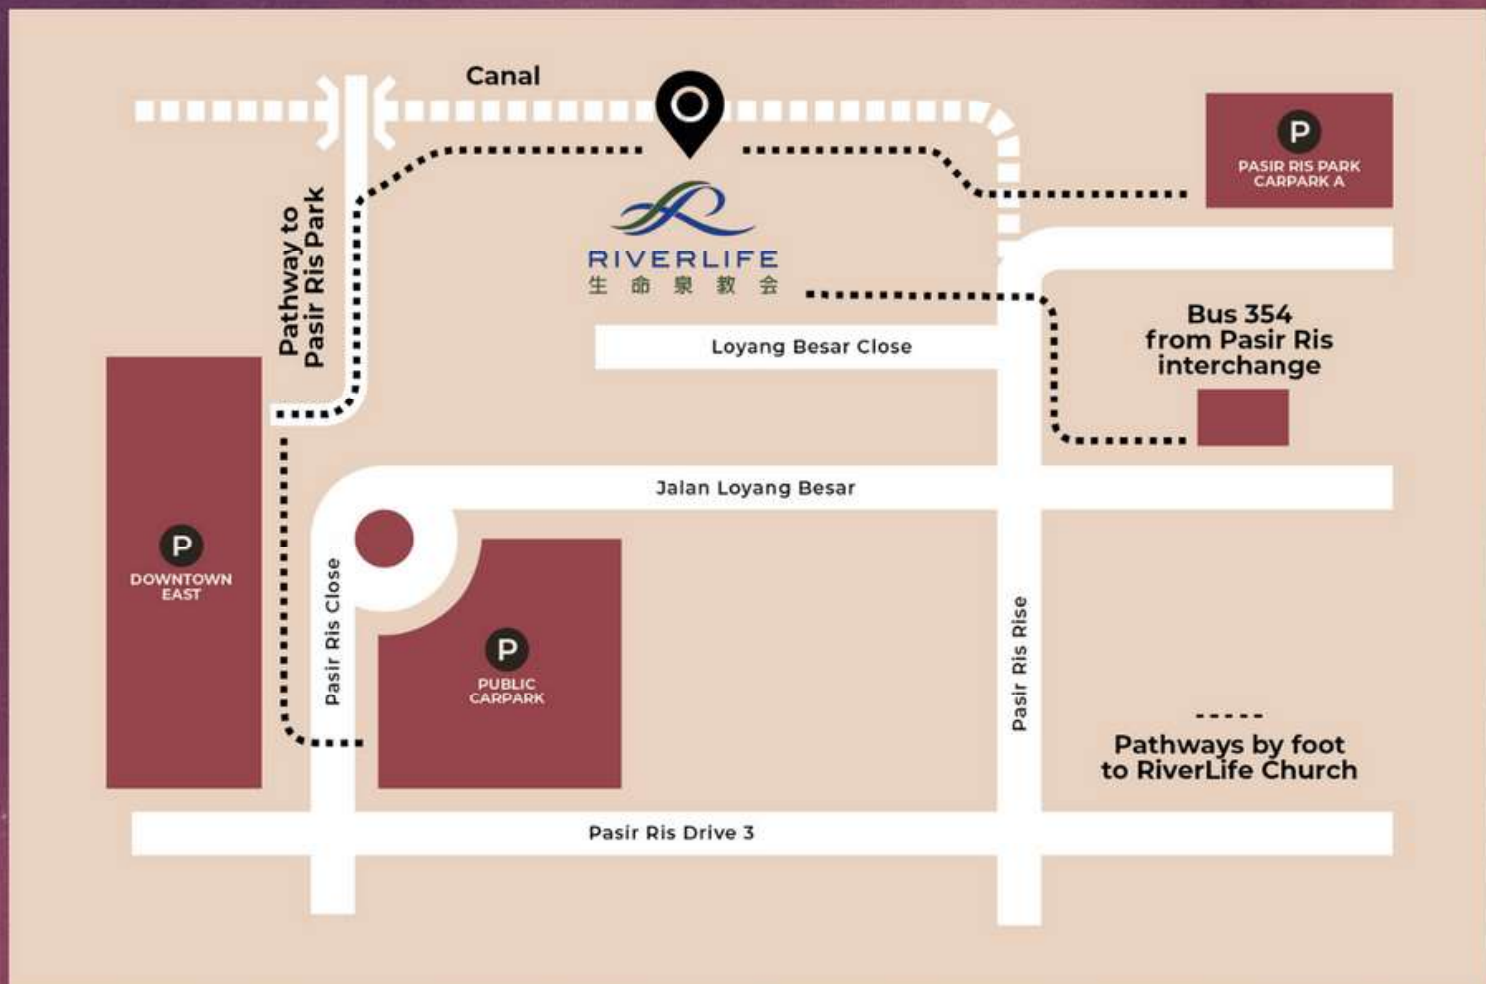 Canal
P
PASIR RIS PARK
CARPARK A
Pathway to
Pasir Ris Park
RIVERLIFE
生命泉教会
Bus 354
from Pasir Ris
interchange
Loyang Besar Close
Jalan Loyang Besar
P
DOWNTOWN
EAST
Pasir Ris Close
P
PUBLIC
CARPARK
Pasir Ris Rise
Pathways by foot
to RiverLife Church
Pasir Ris Drive 3